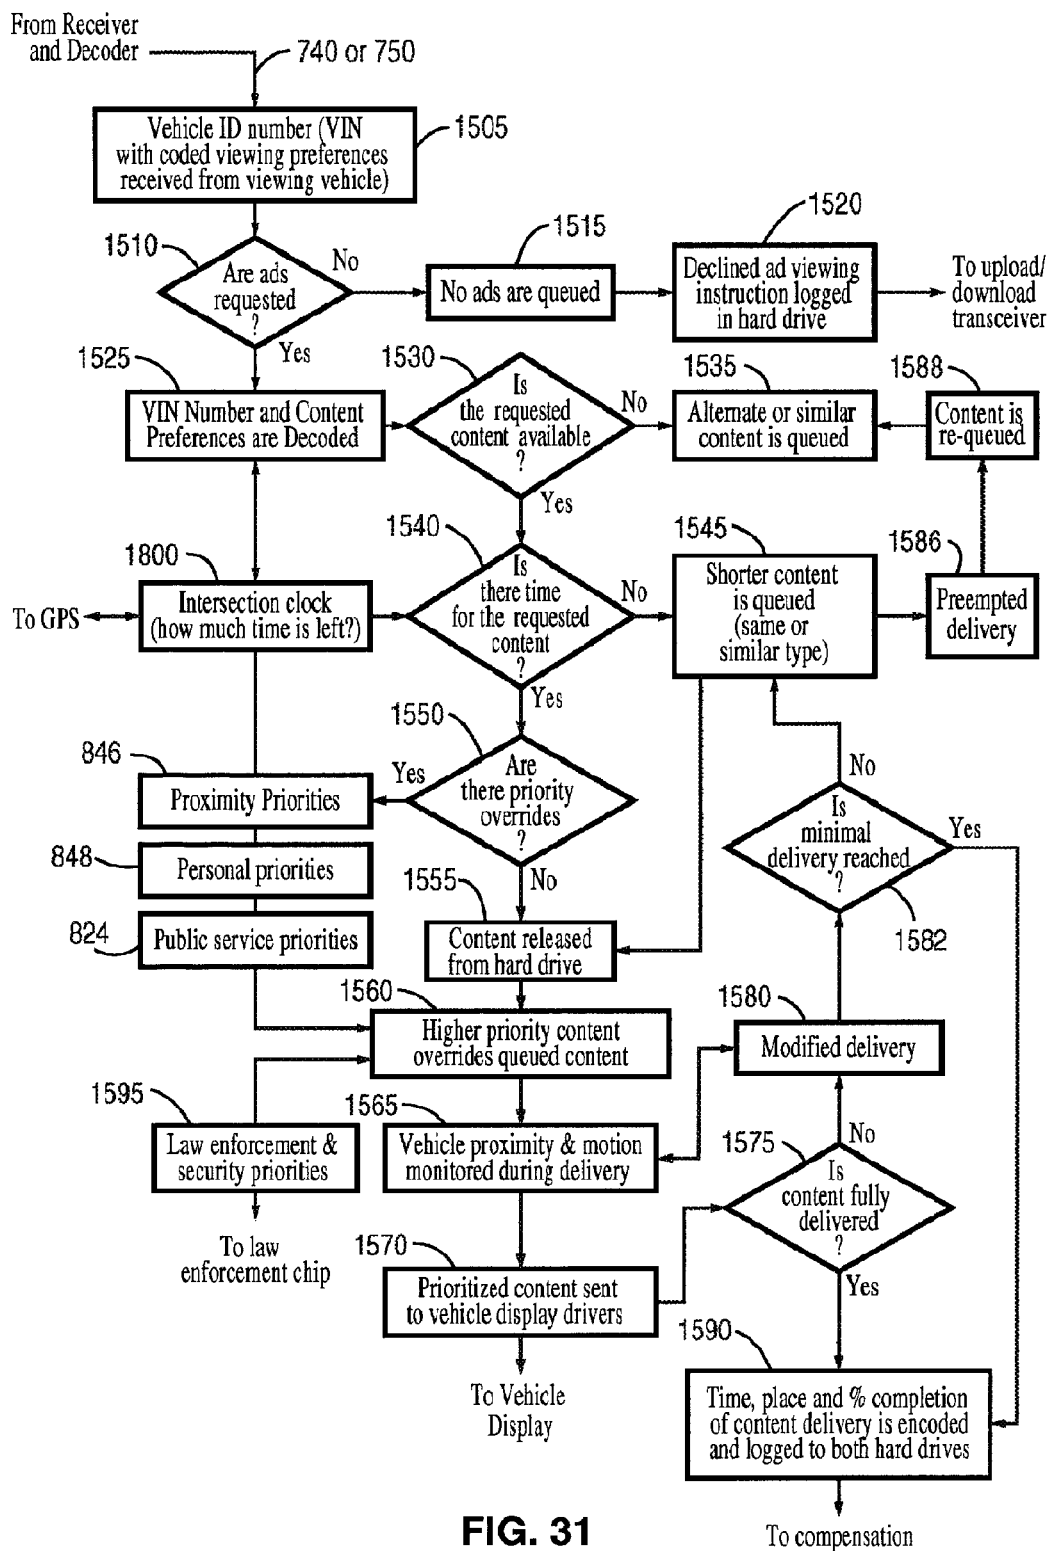 From Receiver
and Decoder
740 or 750
Vehicle ID number (VIN
with coded viewing preferences
received from viewing vehicle)
1505
1510
Are ads
requested
?
No
Yes
1515
No ads are queued
1520
Declined ad viewing
instruction logged
in hard drive
To upload/
download
transceiver
1525
VIN Number and Content
Preferences are Decoded
1530
Is
the requested
content available
?
No
Yes
1535
Alternate or similar
content is queued
1588
Content is
re-queued
1800
To GPS
Intersection clock
(how much time is left?)
1540
Is
there time
for the requested
content
?
No
Yes
1545
Shorter content
is queued
(same or
similar type)
1586
Preempted
delivery
846
Proximity Priorities
1550
Are
there priority
overrides
?
Yes
No
848
Personal priorities
824
Public service priorities
1555
Content released
from hard drive
Is
minimal
delivery reached
?
No
Yes
1582
1560
Higher priority content
overrides queued content
1580
Modified delivery
1595
Law enforcement &
security priorities
To law
enforcement chip
1565
Vehicle proximity & motion
monitored during delivery
1575
Is
content fully
delivered
?
No
Yes
1570
Prioritized content sent
to vehicle display drivers
To Vehicle
Display
1590
Time, place and % completion
of content delivery is encoded
and logged to both hard drives
To compensation
FIG. 31